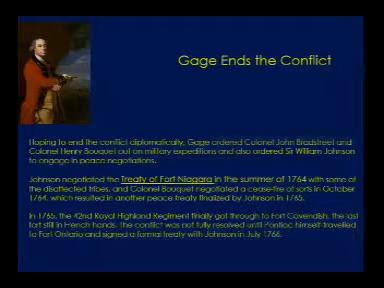 Gage Ends the Conflict
Hoping to end the conflict diplomatically, Gage ordered Colonel John Bradstreet and
Colonel Henry Bouquet out on military expeditions and also ordered Sir William Johnson
to engage in peace negotiations.
Johnson negotiated the Treaty of Fort Niagara in the summer of 1764 with some of
the disaffected tribes, and Colonel Bouquet negotiated a cease-fire of sorts in October
1764, which resulted in another peace treaty finalized by Johnson in 1765.
In 1765, the 42nd Royal Highland Regiment finally got through to Fort Cavendish, the last
fort still in French hands. The conflict was not fully resolved until Pontiac himself travelled
to Fort Ontario and signed a formal treaty with Johnson in July 1766.